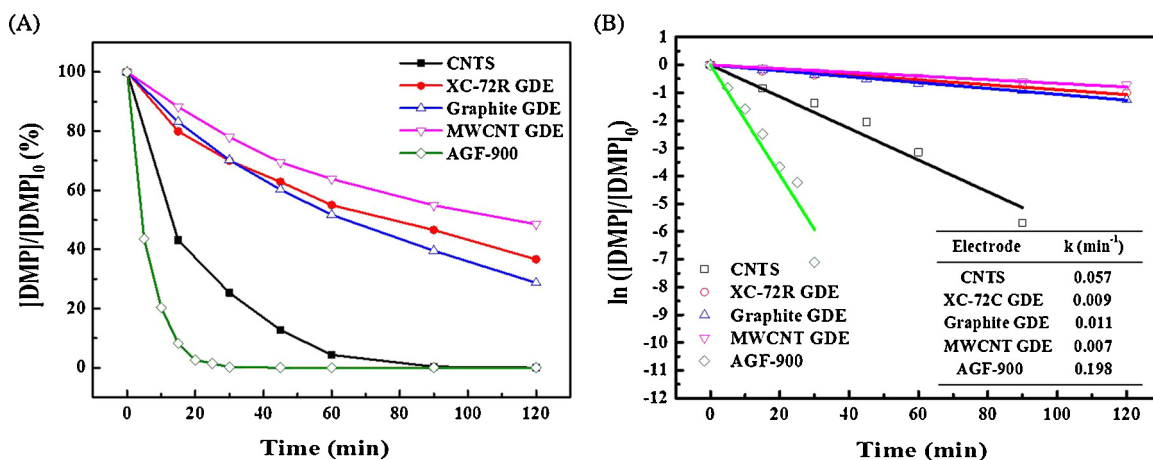 (A)
100
80
60
40
20
0
[DMP]/[DMP]0 (%)
CNTS
XC-72R GDE
Graphite GDE
MWCNT GDE
AGF-900
0 20 40 60 80 100 120
Time (min)
(B)
1
0
-1
-2
-3
-4
-5
-6
-7
-8
-9
-10
-11
-12
ln ([DMP]/[DMP]0)
CNTS
XC-72R GDE
Graphite GDE
MWCNT GDE
AGF-900
Electrode k (min-1)
CNTS 0.057
XC-72C GDE 0.009
Graphite GDE 0.011
MWCNT GDE 0.007
AGF-900 0.198
0 20 40 60 80 100 120
Time (min)